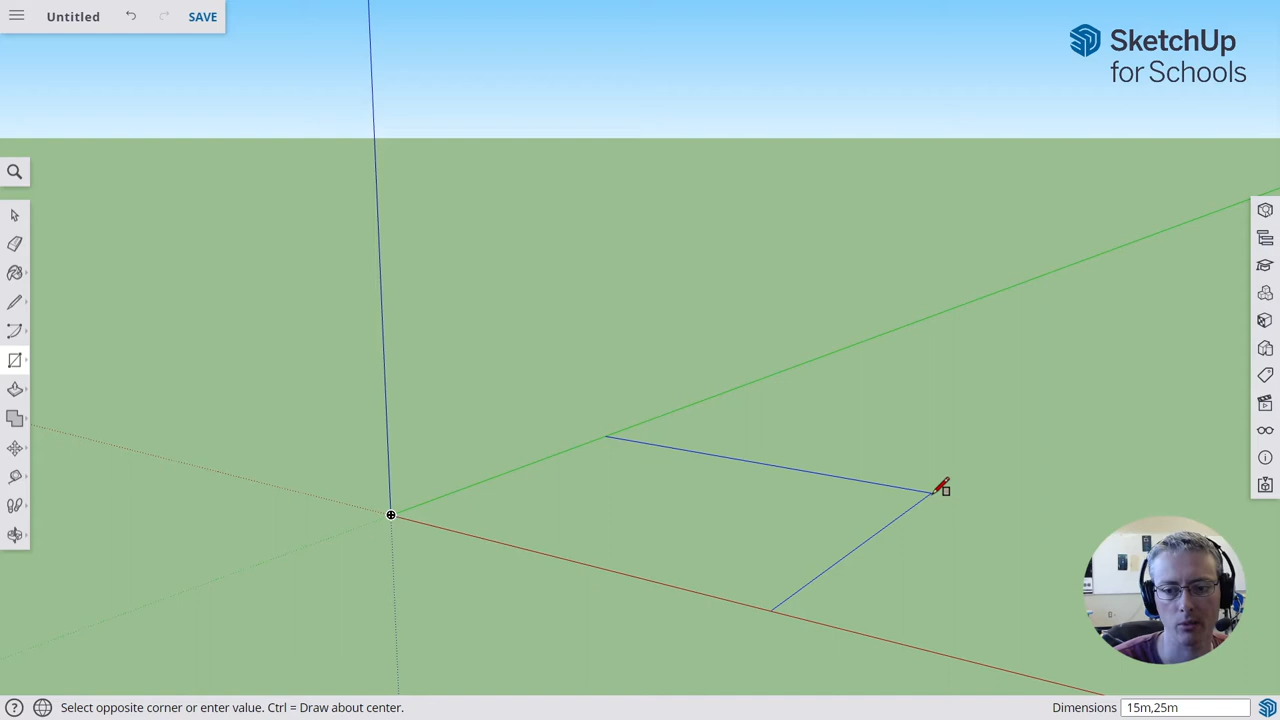 Untitled
SAVE
SketchUp
for Schools
Select opposite corner or enter value. Ctrl = Draw about center.
Dimensions
15m,25m